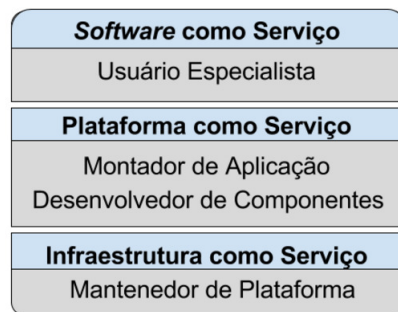 Software como Serviço
Usuário Especialista
Plataforma como Serviço
Montador de Aplicação
Desenvolvedor de Componentes
Infraestrutura como Serviço
Mantenedor de Plataforma